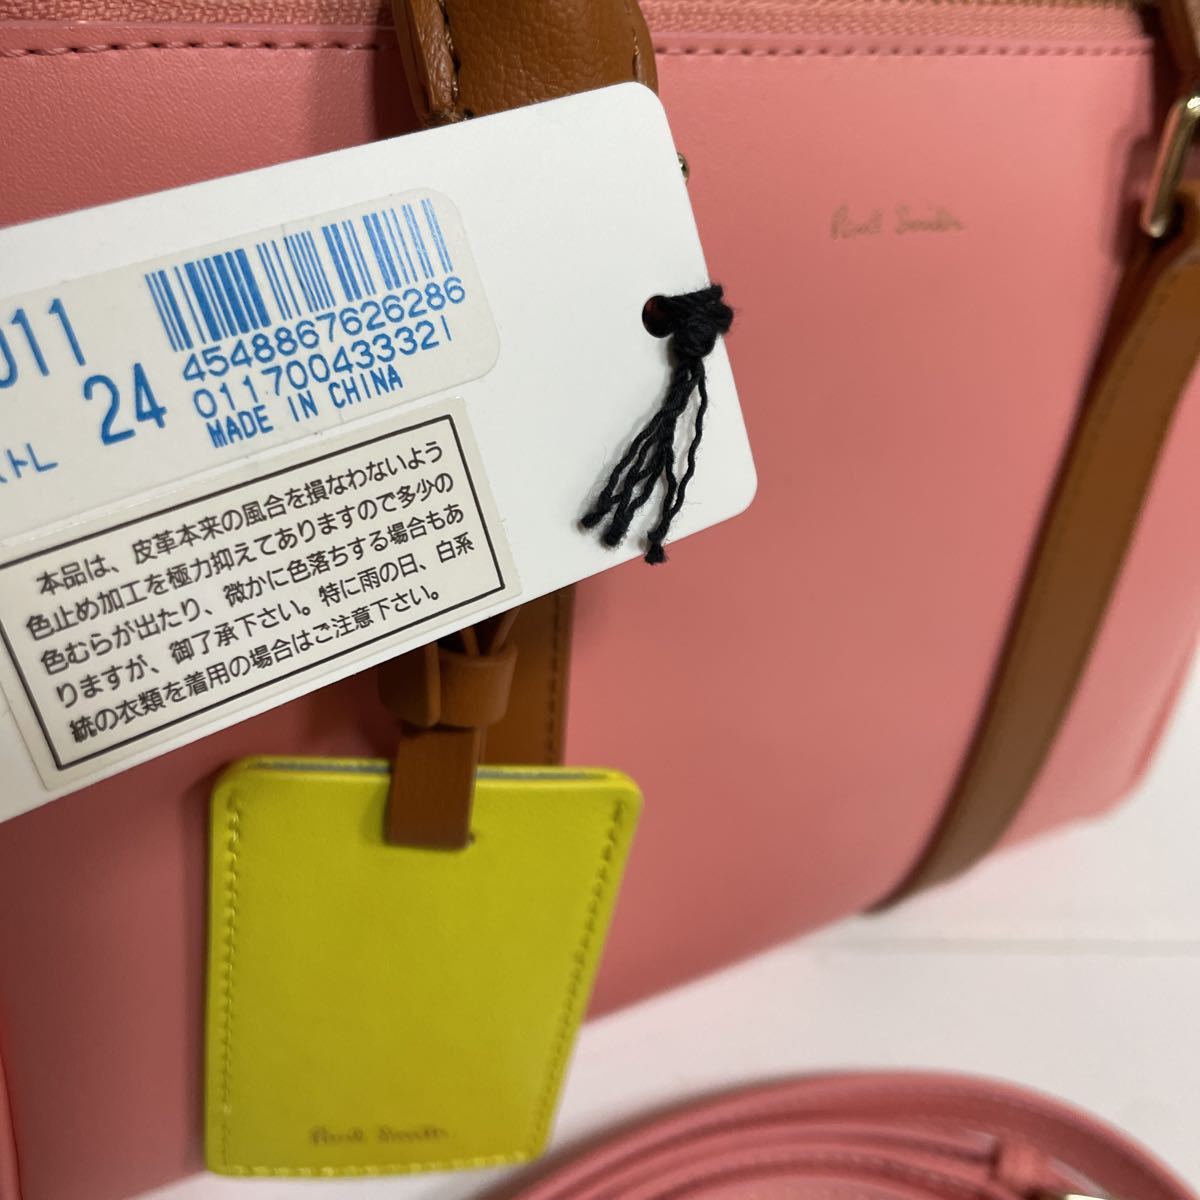 Paul Smith
011
24
4548867626286
011700433321
MADE IN CHINA
ストL
本品は、皮革本来の風合を損なわないよう
色止め加工を極力抑えてありますので多少の
色むらが出たり、微かに色落ちする場合もあ
りますが、御了承下さい。特に雨の日、白系
統の衣類を着用の場合はご注意下さい。
Paul Smith